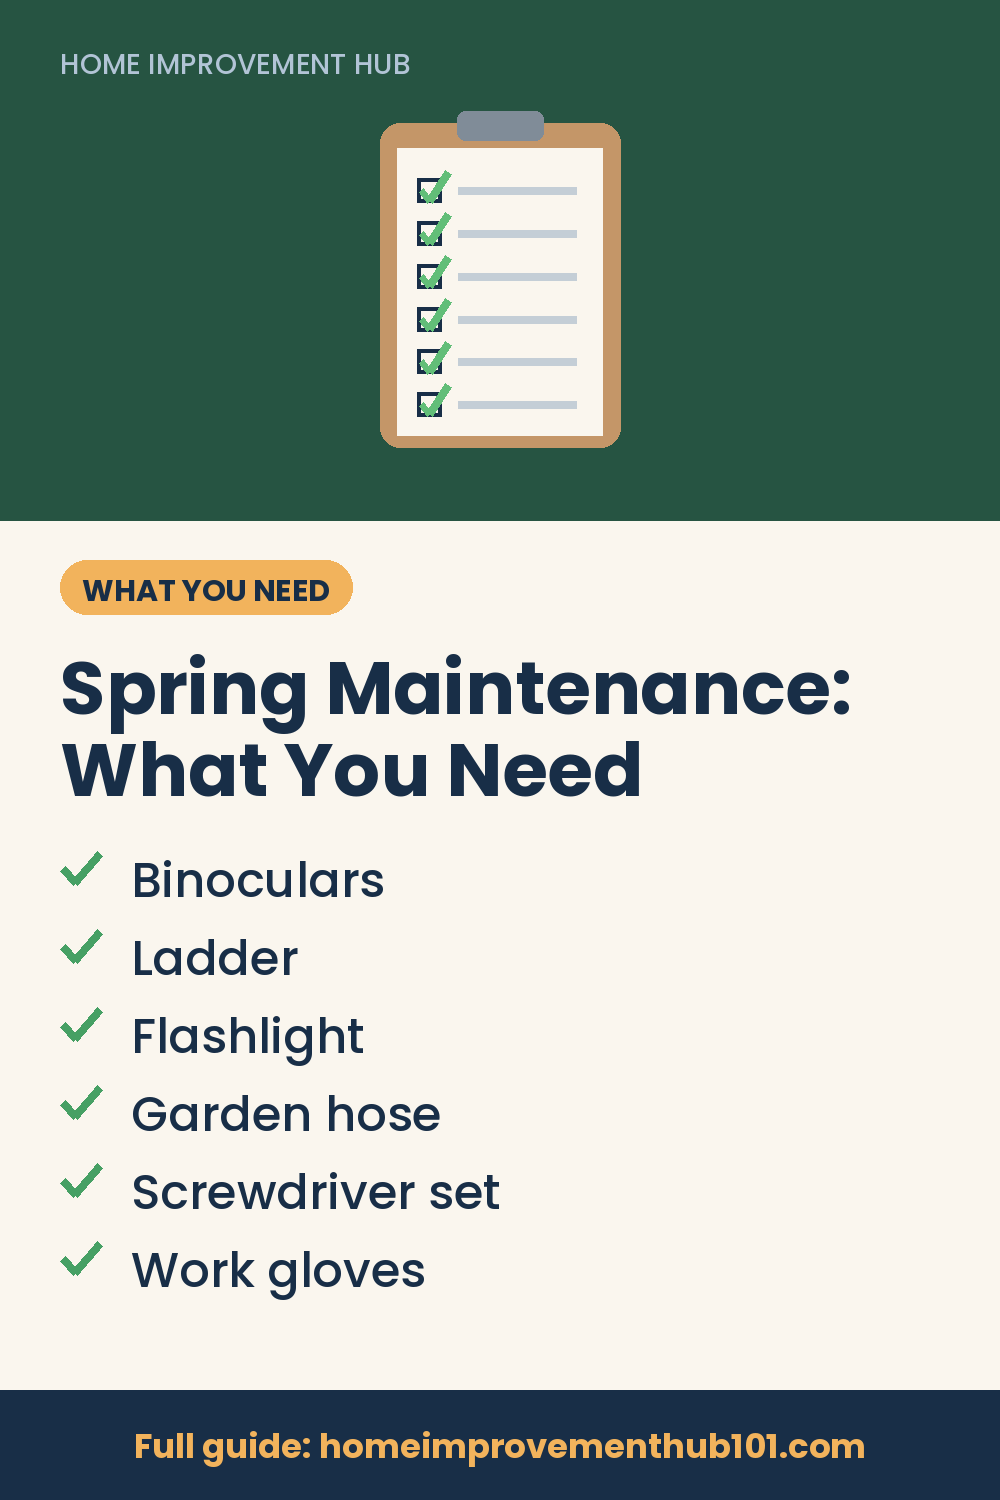 HOME IMPROVEMENT HUB
WHAT YOU NEED
Spring Maintenance:
What You Need
Binoculars
Ladder
Flashlight
Garden hose
Screwdriver set
Work gloves
Full guide: homeimprovementhub101.com